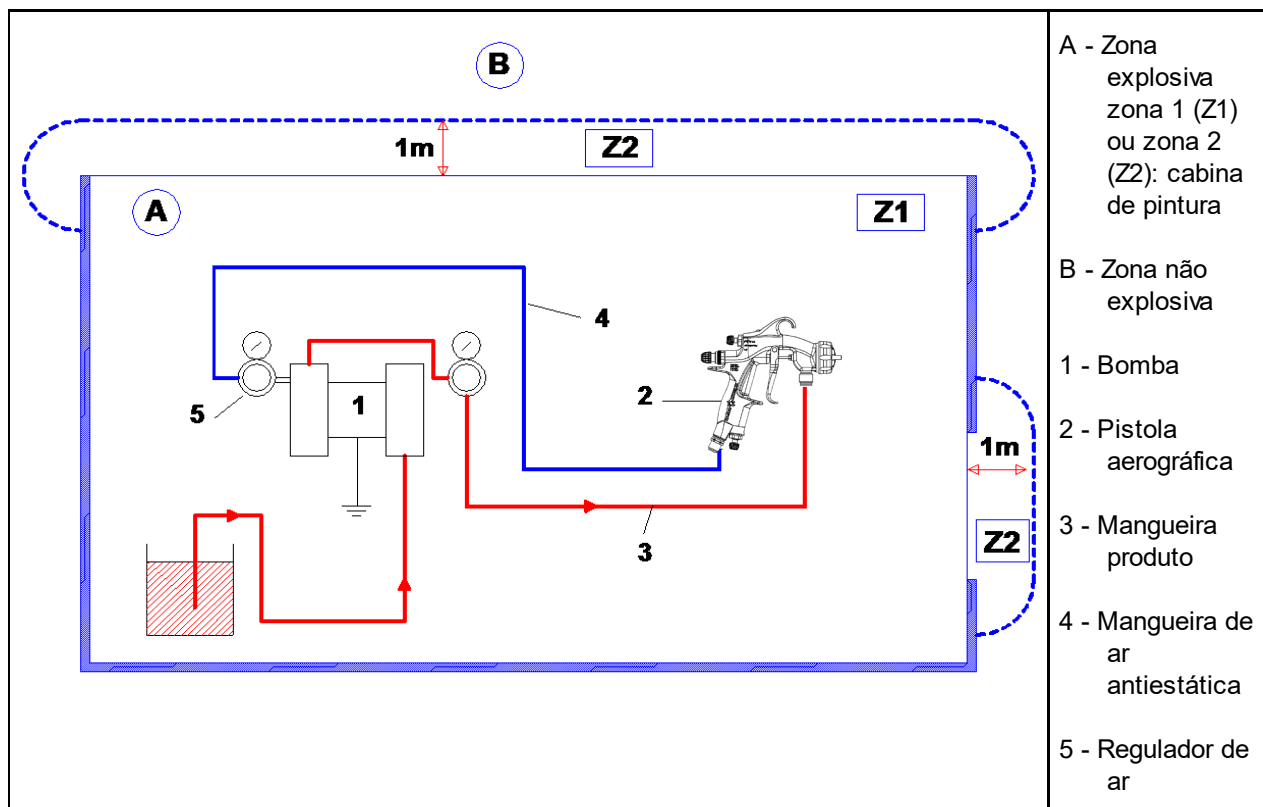 B
1m
Z2
A
Z1
4
5
1
2
1m
Z2
3
A - Zona
explosiva
zona 1 (Z1)
ou zona 2
(Z2): cabina
de pintura
B - Zona não
explosiva
1 - Bomba
2 - Pistola
aerográfica
3 - Mangueira
produto
4 - Mangueira de
ar
antiestática
5 - Regulador de
ar